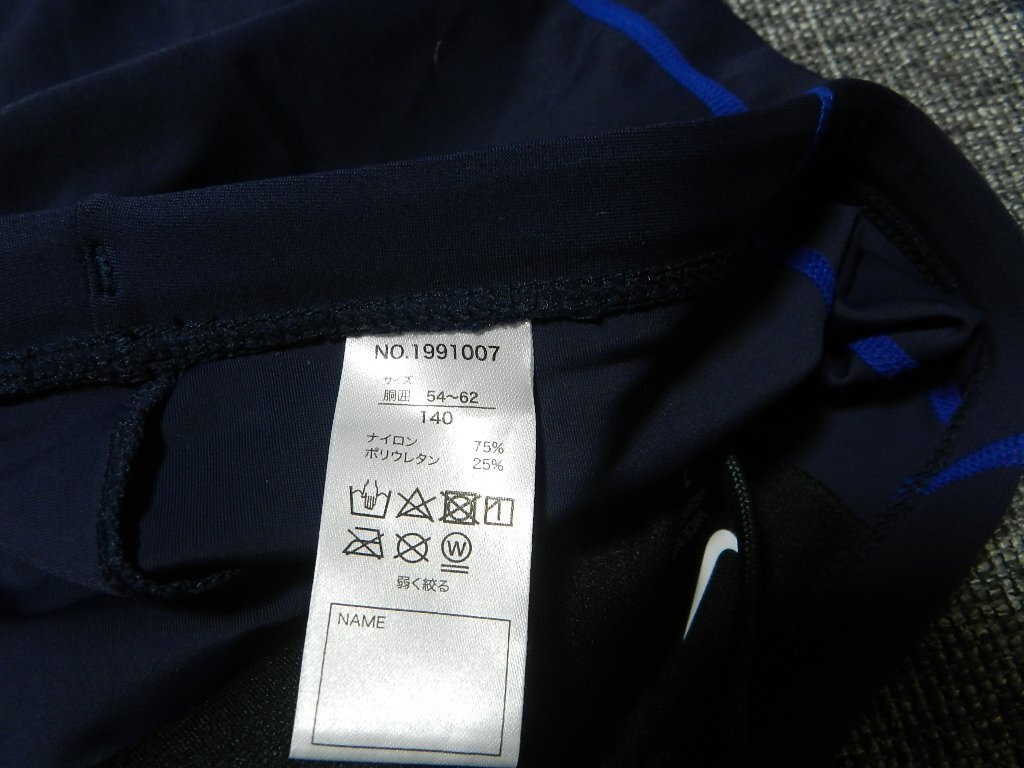 NO.1991007
サイズ
胴囲 54~62
140
ナイロン 75%
ポリウレタン 25%
W
弱く絞る
NAME